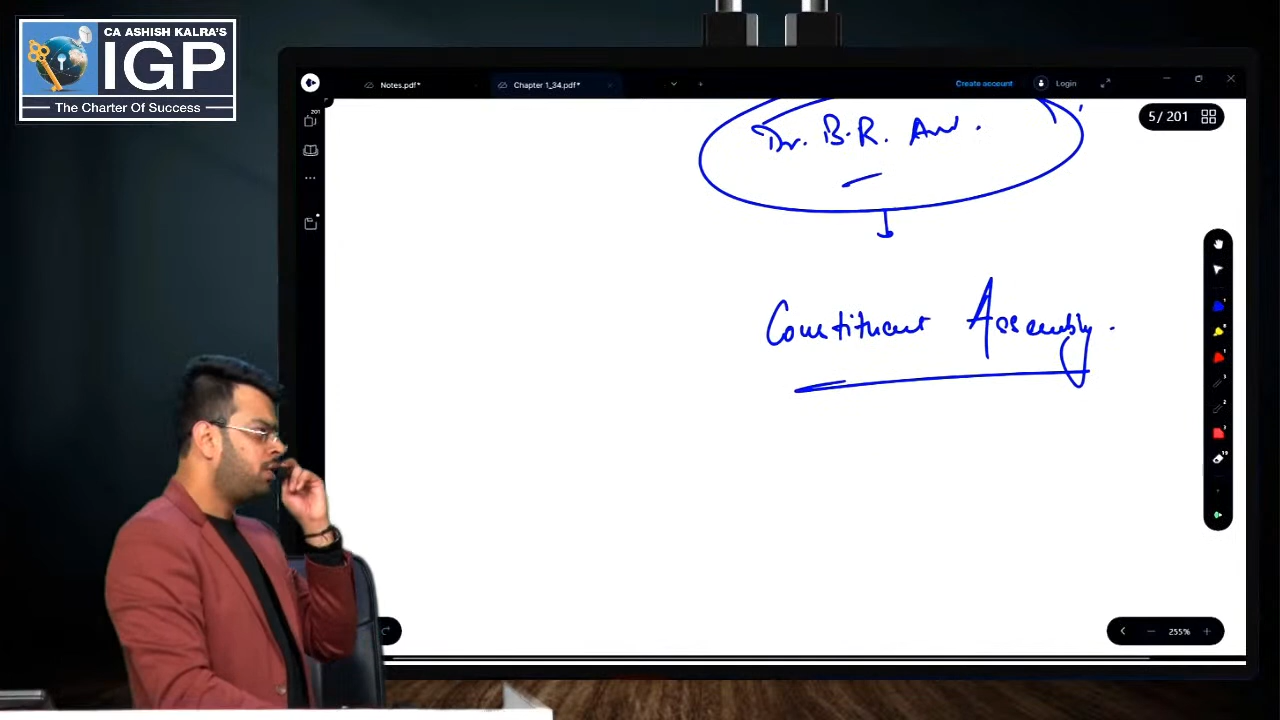 CA ASHISH KALRA'S
IGP
The Charter Of Success
Notes.pdf*
Chapter 1_34.pdf*
Create account
Login
201
5 / 201
Dr. B.R.
Constituent Assembly.
255%